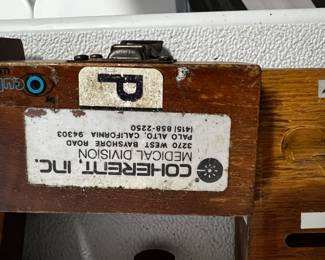 COHERENT, INC.
MEDICAL DIVISION
3270 WEST BAYSHORE ROAD
PALO ALTO, CALIFORNIA 94303
(415) 858-2250
P